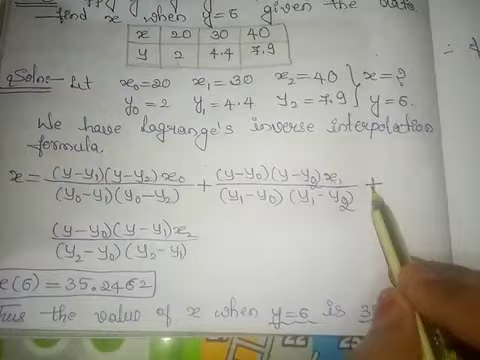 find x when y=6 given the data.
x 20 30 40
y 2 4.4 7.9
Soln:- Let x₀=20 x₁=30 x₂=40 } x=?
y₀=2 y₁=4.4 y₂=7.9 } y=6.
We have Lagrange's inverse interpolation
formula
x = (y-y₁)(y-y₂)x₀ / (y₀-y₁)(y₀-y₂) + (y-y₀)(y-y₂)x₁ / (y₁-y₀)(y₁-y₂) +
(y-y₀)(y-y₁)x₂ / (y₂-y₀)(y₂-y₁)
x(6) = 35.2462
Thus the value of x when y=6 is